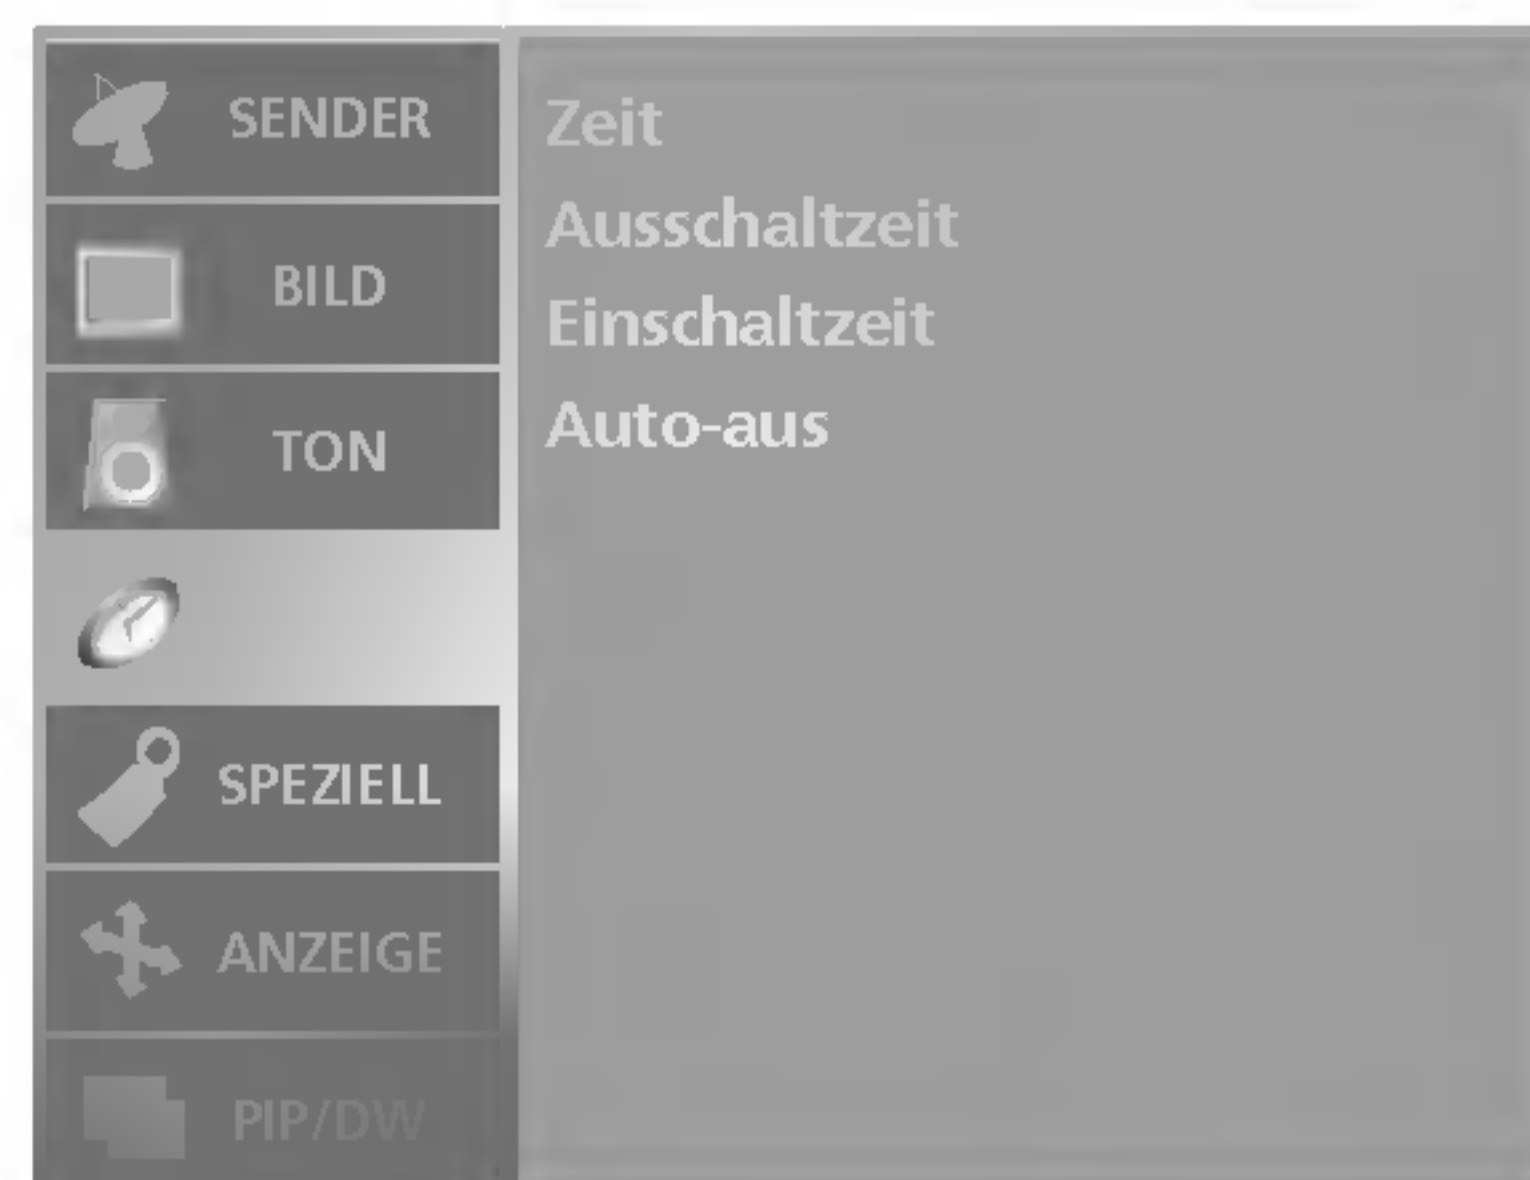 SENDER
BILD
TON
SPEZIELL
ANZEIGE
PIP/DW
Zeit
Ausschaltzeit
Einschaltzeit
Auto-aus